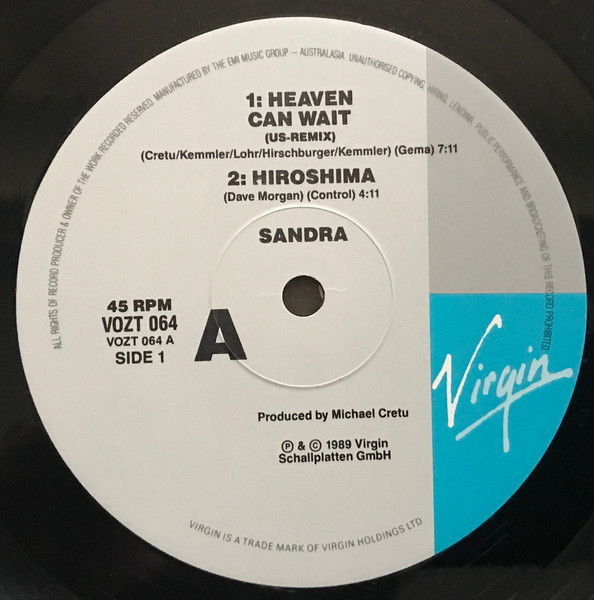 ALL RIGHTS OF RECORD PRODUCER & OWNER OF THE WORK RECORDED RESERVED. MANUFACTURED BY THE EMI MUSIC GROUP – AUSTRALASIA UNAUTHORISED COPYING, HIRING, LENDING, PUBLIC PERFORMANCE AND BROADCASTING OF THIS RECORD PROHIBITED
1: HEAVEN
CAN WAIT
(US-REMIX)
(Cretu/Kemmler/Lohr/Hirschburger/Kemmler) (Gema) 7:11
2: HIROSHIMA
(Dave Morgan) (Control) 4:11
SANDRA
45 RPM
VOZT 064
VOZT 064 A
SIDE 1
A
Virgin
Produced by Michael Cretu
Ⓟ & © 1989 Virgin
Schallplatten GmbH
VIRGIN IS A TRADE MARK OF VIRGIN HOLDINGS LTD